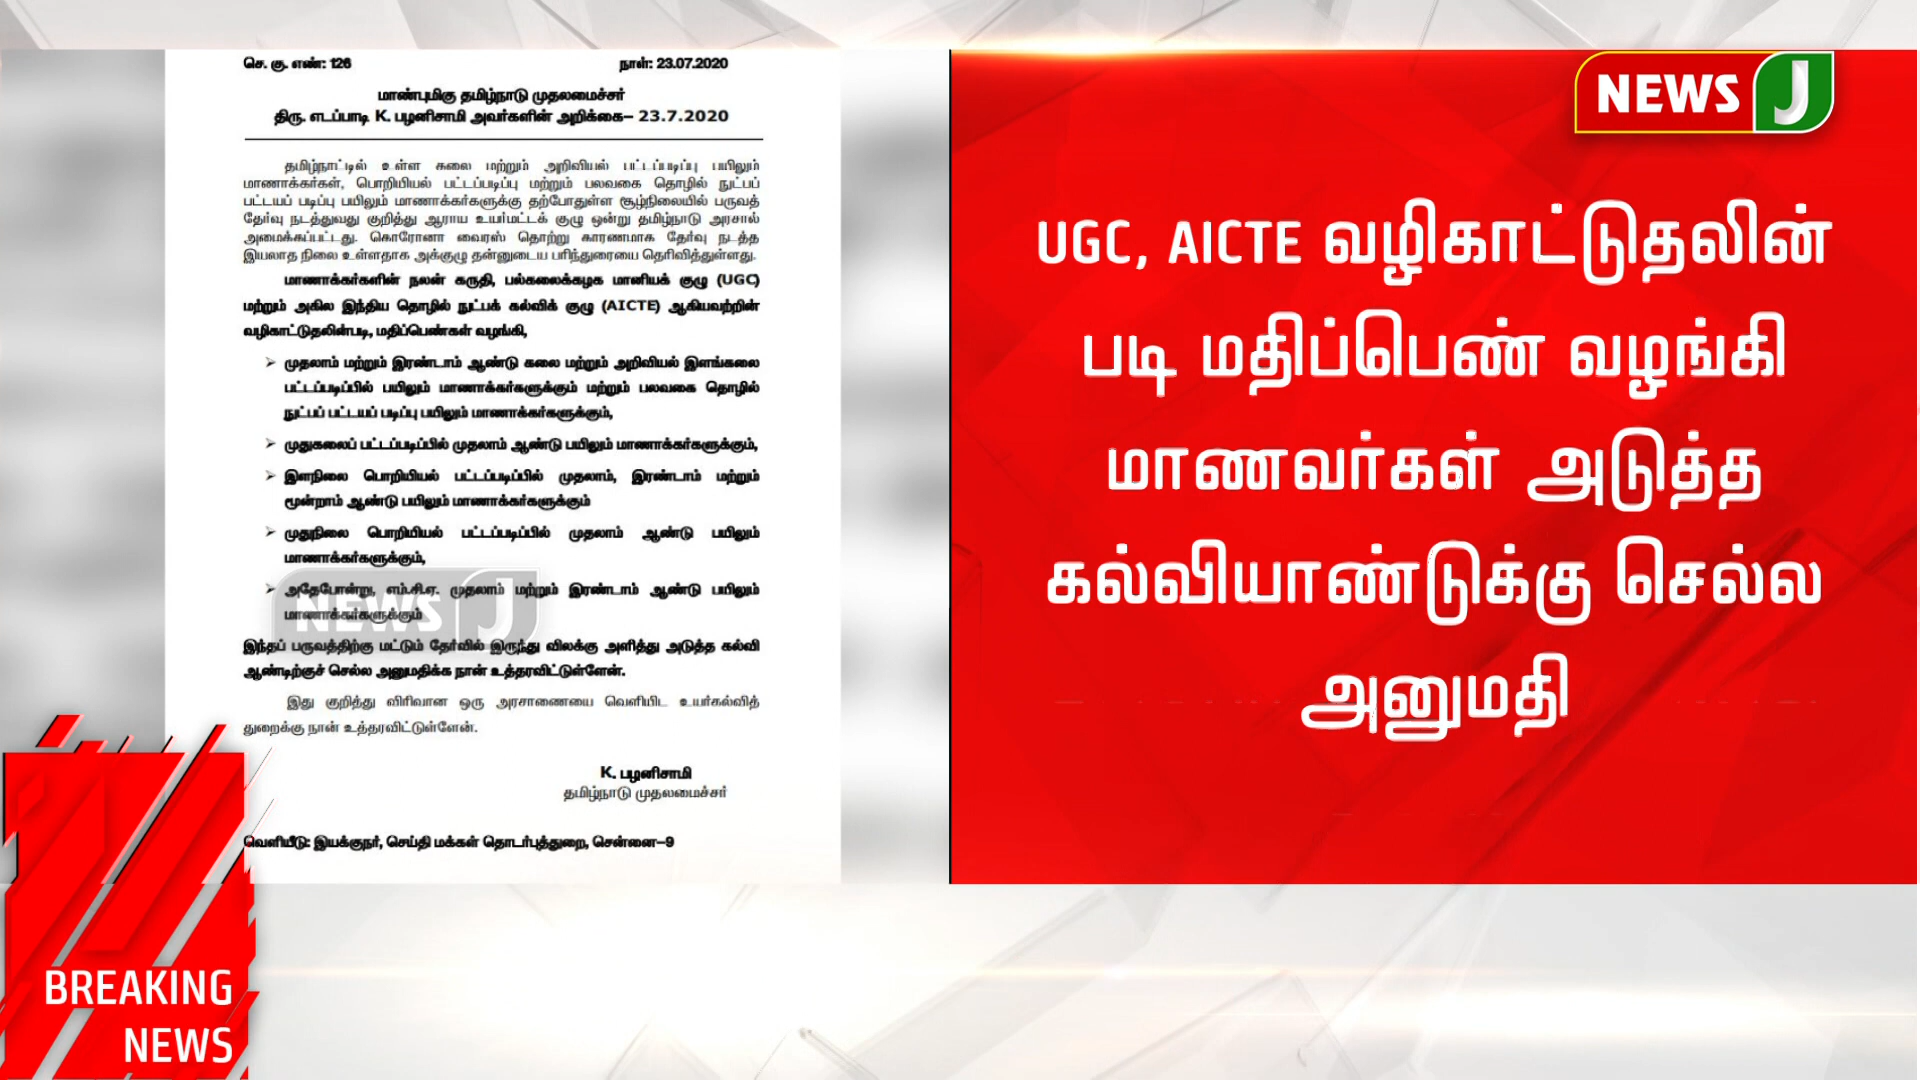 செ. கு. எண்: 126 நாள்: 23.07.2020
மாண்புமிகு தமிழ்நாடு முதலமைச்சர்
திரு. எடப்பாடி K. பழனிசாமி அவர்களின் அறிக்கை– 23.7.2020
தமிழ்நாட்டில் உள்ள கலை மற்றும் அறிவியல் பட்டப்படிப்பு பயிலும்
மாணாக்கர்கள், பொறியியல் பட்டப்படிப்பு மற்றும் பலவகை தொழில் நுட்பப்
பட்டயப் படிப்பு பயிலும் மாணாக்கர்களுக்கு தற்போதுள்ள சூழ்நிலையில் பருவத்
தேர்வு நடத்துவது குறித்து ஆராய உயர்மட்டக் குழு ஒன்று தமிழ்நாடு அரசால்
அமைக்கப்பட்டது. கொரோனா வைரஸ் தொற்று காரணமாக தேர்வு நடத்த
இயலாத நிலை உள்ளதாக அக்குழு தன்னுடைய பரிந்துரையை தெரிவித்துள்ளது.
மாணாக்கர்களின் நலன் கருதி, பல்கலைக்கழக மானியக் குழு (UGC)
மற்றும் அகில இந்திய தொழில் நுட்பக் கல்விக் குழு (AICTE) ஆகியவற்றின்
வழிகாட்டுதலின்படி, மதிப்பெண்கள் வழங்கி,
➢ முதலாம் மற்றும் இரண்டாம் ஆண்டு கலை மற்றும் அறிவியல் இளங்கலை
பட்டப்படிப்பில் பயிலும் மாணாக்கர்களுக்கும் மற்றும் பலவகை தொழில்
நுட்பப் பட்டயப் படிப்பு பயிலும் மாணாக்கர்களுக்கும்,
➢ முதுகலைப் பட்டப்படிப்பில் முதலாம் ஆண்டு பயிலும் மாணாக்கர்களுக்கும்,
➢ இளநிலை பொறியியல் பட்டப்படிப்பில் முதலாம், இரண்டாம் மற்றும்
மூன்றாம் ஆண்டு பயிலும் மாணாக்கர்களுக்கும்
➢ முதுநிலை பொறியியல் பட்டப்படிப்பில் முதலாம் ஆண்டு பயிலும்
மாணாக்கர்களுக்கும்,
➢ அதேபோன்று, எம்.சி.ஏ. முதலாம் மற்றும் இரண்டாம் ஆண்டு பயிலும்
மாணாக்கர்களுக்கும்
இந்தப் பருவத்திற்கு மட்டும் தேர்வில் இருந்து விலக்கு அளித்து அடுத்த கல்வி
ஆண்டிற்குச் செல்ல அனுமதிக்க நான் உத்தரவிட்டுள்ளேன்.
இது குறித்து விரிவான ஒரு அரசாணையை வெளியிட உயர்கல்வித்
துறைக்கு நான் உத்தரவிட்டுள்ளேன்.
K. பழனிசாமி
தமிழ்நாடு முதலமைச்சர்
வெளியீடு: இயக்குநர், செய்தி மக்கள் தொடர்புத்துறை, சென்னை–9
NEWS J
NEWS J
UGC, AICTE வழிகாட்டுதலின்
படி மதிப்பெண் வழங்கி
மாணவர்கள் அடுத்த
கல்வியாண்டுக்கு செல்ல
அனுமதி
BREAKING
NEWS